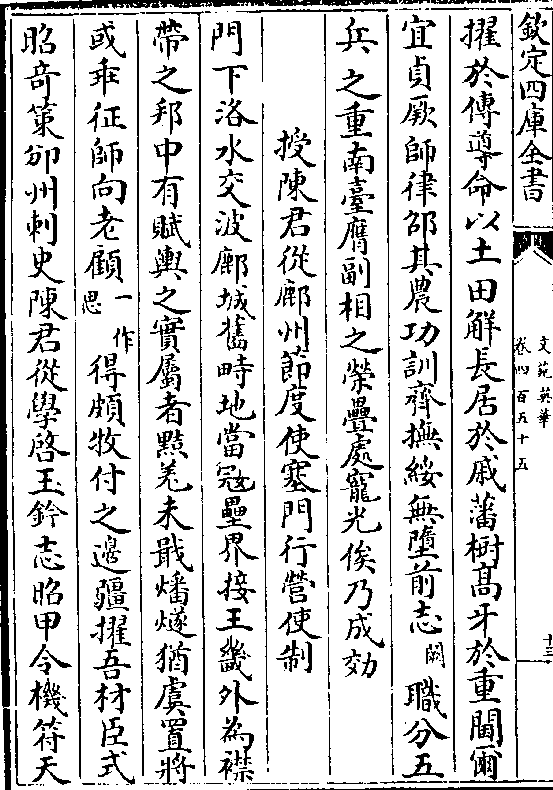 欽定四庫全書
文苑英華
卷四百五十五
十三
擢於傅導命以土田解長居於戚藩樹髙牙於重閫爾
宜貞厥師律卲其農功訓齊撫綏無墮前志闕職分五
兵之重南臺膺副相之榮疊處寵光俟乃成効
授陳君從鄜州節度使塞門行營使制
門下洛水交波鄜城舊畤地當冦壘界接王畿外為襟
帶之邦中有賦輿之實屬者黠羌未戢燔燧猶虞置將
或乖征師向老顧一作思得頗牧付之邊疆擢吾材臣式
昭竒策邠州刺史陳君從學啓玉鈐志昭甲令機符天